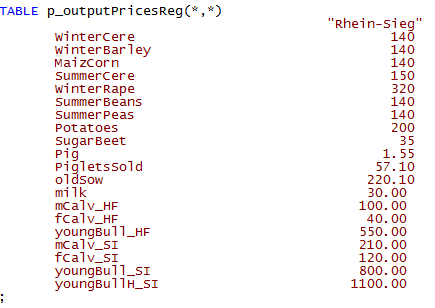 TABLE p_outputPricesReg(*,*)
"Rhein-Sieg"
WinterCere 140
WinterBarley 140
MaizCorn 140
SummerCere 150
WinterRape 320
SummerBeans 140
SummerPeas 140
Potatoes 200
SugarBeet 35
Pig 1.55
PigletsSold 57.10
oldSow 220.10
milk 30.00
mCalv_HF 100.00
fCalv_HF 40.00
youngBull_HF 550.00
mCalv_SI 210.00
fCalv_SI 120.00
youngBull_SI 800.00
youngBullH_SI 1100.00
;